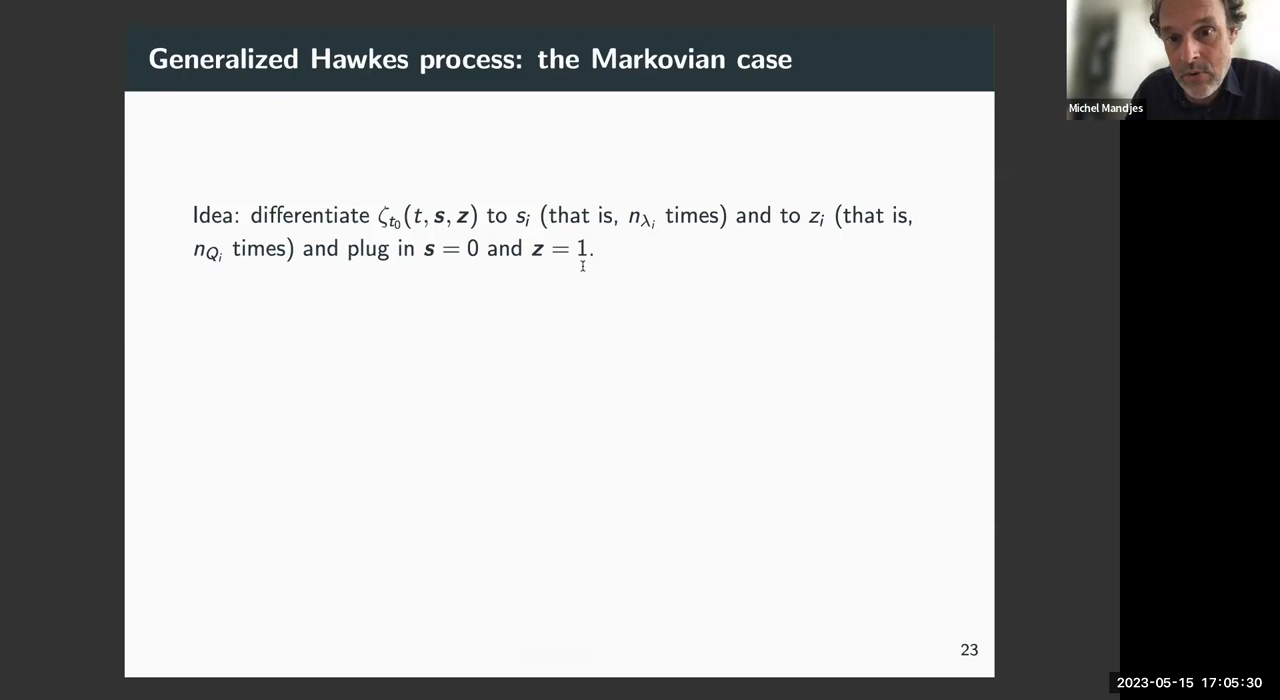 Generalized Hawkes process: the Markovian case
Michel Mandjes
Idea: differentiate ζ_{t_0}(t, s, z) to s_i (that is, n_{λ_i} times) and to z_i (that is,
n_{Q_i} times) and plug in s = 0 and z = 1.
23
2023-05-15 17:05:30